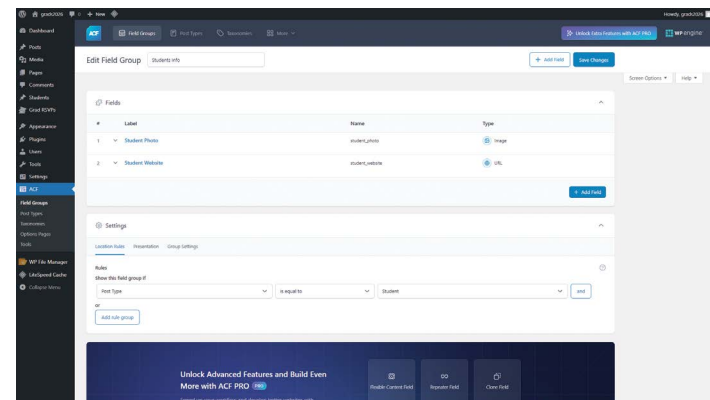 grads2026 0 + New Howdy, grads2026
Dashboard
Posts
Media
Pages
Comments
Students
Grad RSVPs
Appearance
Plugins
Users
Tools
Settings
ACF
Field Groups
Post Types
Taxonomies
Options Pages
Tools
WP File Manager
LiteSpeed Cache
Collapse Menu
ACF Field Groups Post Types Taxonomies More Unlock Extra Features with ACF PRO WP engine
Edit Field Group Students Info + Add Field Save Changes
Screen Options Help
Fields
# Label Name Type
1 Student Photo student_photo Image
2 Student Website student_website URL
+ Add Field
Settings
Location Rules Presentation Group Settings
Rules
Show this field group if
Post Type is equal to Student and
or
Add rule group
Unlock Advanced Features and Build Even
More with ACF PRO PRO
Flexible Content Field Repeater Field Clone Field